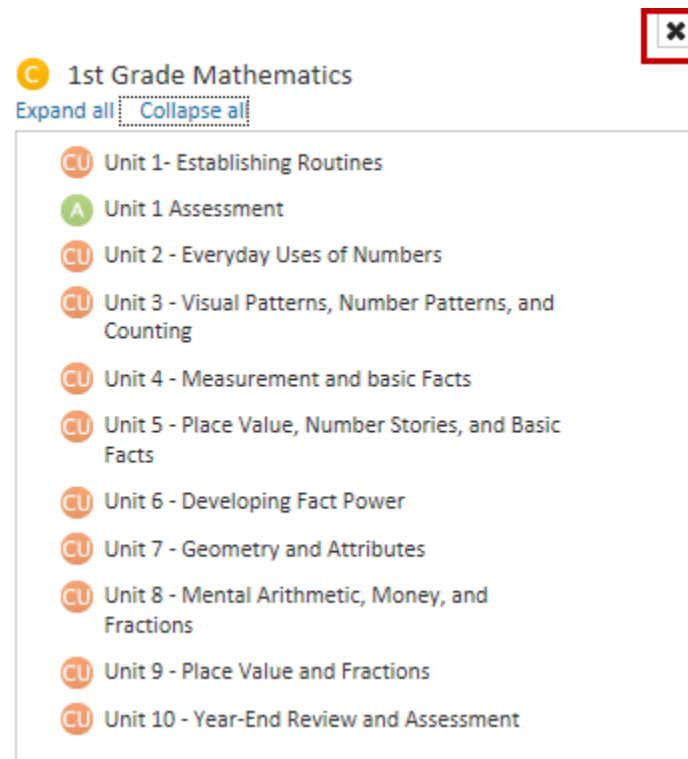 C 1st Grade Mathematics
Expand all Collapse all
CU Unit 1- Establishing Routines
A Unit 1 Assessment
CU Unit 2 - Everyday Uses of Numbers
CU Unit 3 - Visual Patterns, Number Patterns, and
Counting
CU Unit 4 - Measurement and basic Facts
CU Unit 5 - Place Value, Number Stories, and Basic
Facts
CU Unit 6 - Developing Fact Power
CU Unit 7 - Geometry and Attributes
CU Unit 8 - Mental Arithmetic, Money, and
Fractions
CU Unit 9 - Place Value and Fractions
CU Unit 10 - Year-End Review and Assessment